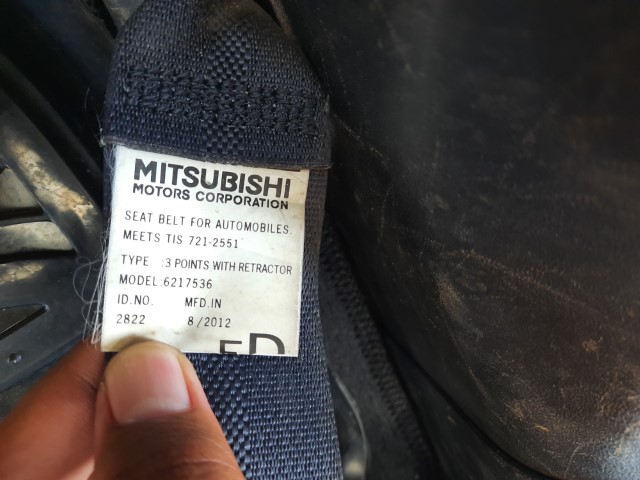 MITSUBISHI
MOTORS CORPORATION
SEAT BELT FOR AUTOMOBILES.
MEETS TIS 721-2551
TYPE :3 POINTS WITH RETRACTOR
MODEL:6217536
ID.NO. MFD.IN
2822 8/2012